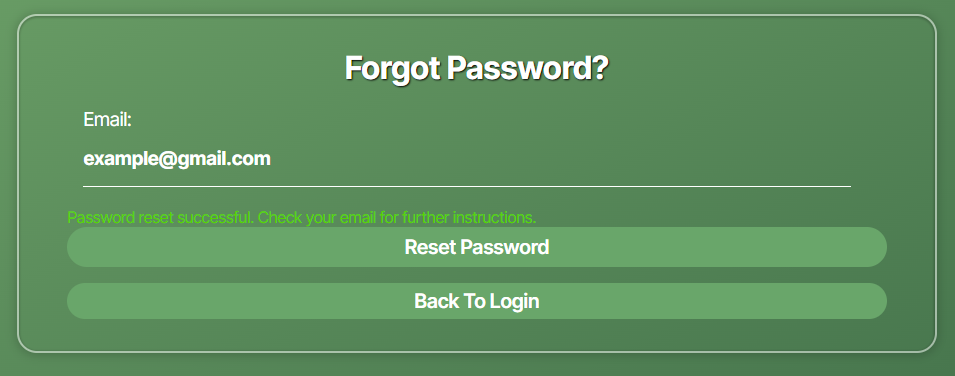 Forgot Password?
Email:
example@gmail.com
Password reset successful. Check your email for further instructions.
Reset Password
Back To Login